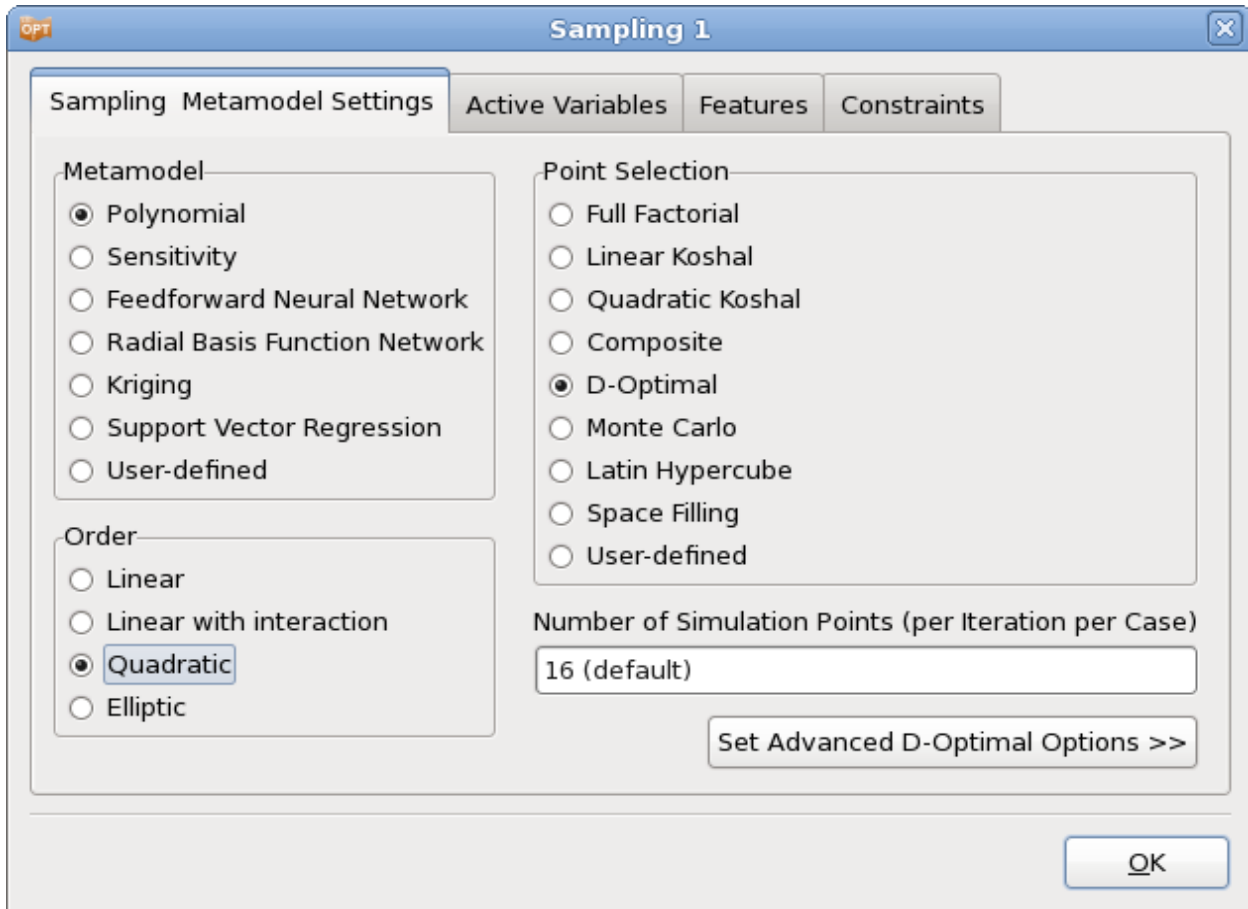 OPT
Sampling 1
Sampling Metamodel Settings
Active Variables
Features
Constraints
Metamodel
Polynomial
Sensitivity
Feedforward Neural Network
Radial Basis Function Network
Kriging
Support Vector Regression
User-defined
Order
Linear
Linear with interaction
Quadratic
Elliptic
Point Selection
Full Factorial
Linear Koshal
Quadratic Koshal
Composite
D-Optimal
Monte Carlo
Latin Hypercube
Space Filling
User-defined
Number of Simulation Points (per Iteration per Case)
16 (default)
Set Advanced D-Optimal Options >>
OK